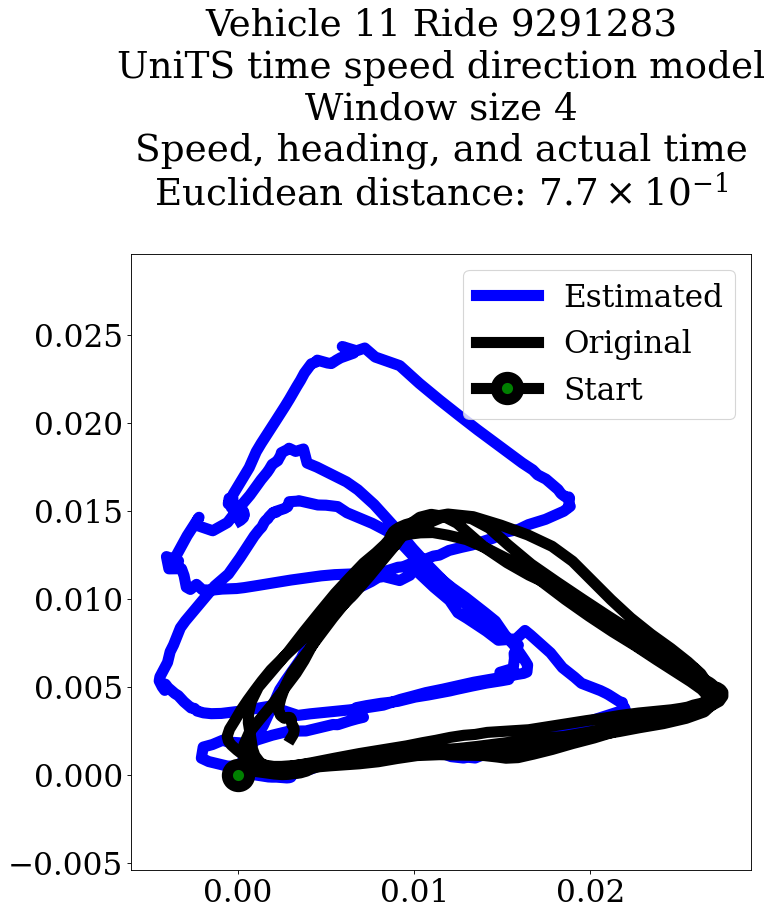 Vehicle 11 Ride 9291283
UniTS time speed direction model
Window size 4
Speed, heading, and actual time
Euclidean distance: $7.7 \times 10^{-1}$
Estimated
Original
Start
0.025
0.020
0.015
0.010
0.005
0.000
−0.005
0.00 0.01 0.02